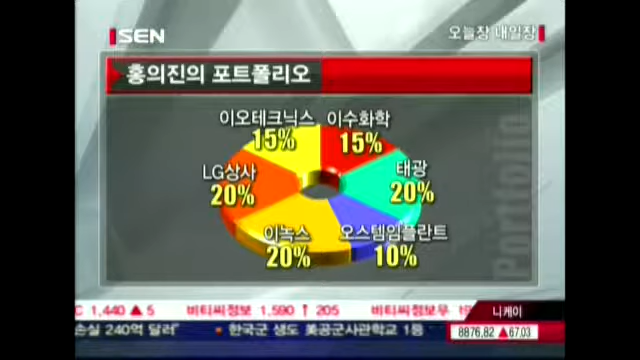 SEN
오늘장 내일장
홍의진의 포트폴리오
이오테크닉스
15%
이수화학
15%
LG상사
20%
태광
20%
이녹스
20%
오스템임플란트
10%
Portfolio
C 1,440 ▲ 5 비티씨정보 1,590 ↑ 205 비티씨정보우
니케이
손실 240억 달러" • 한국군 생도 美공군사관학교 1등
8876,82 ▲67,03